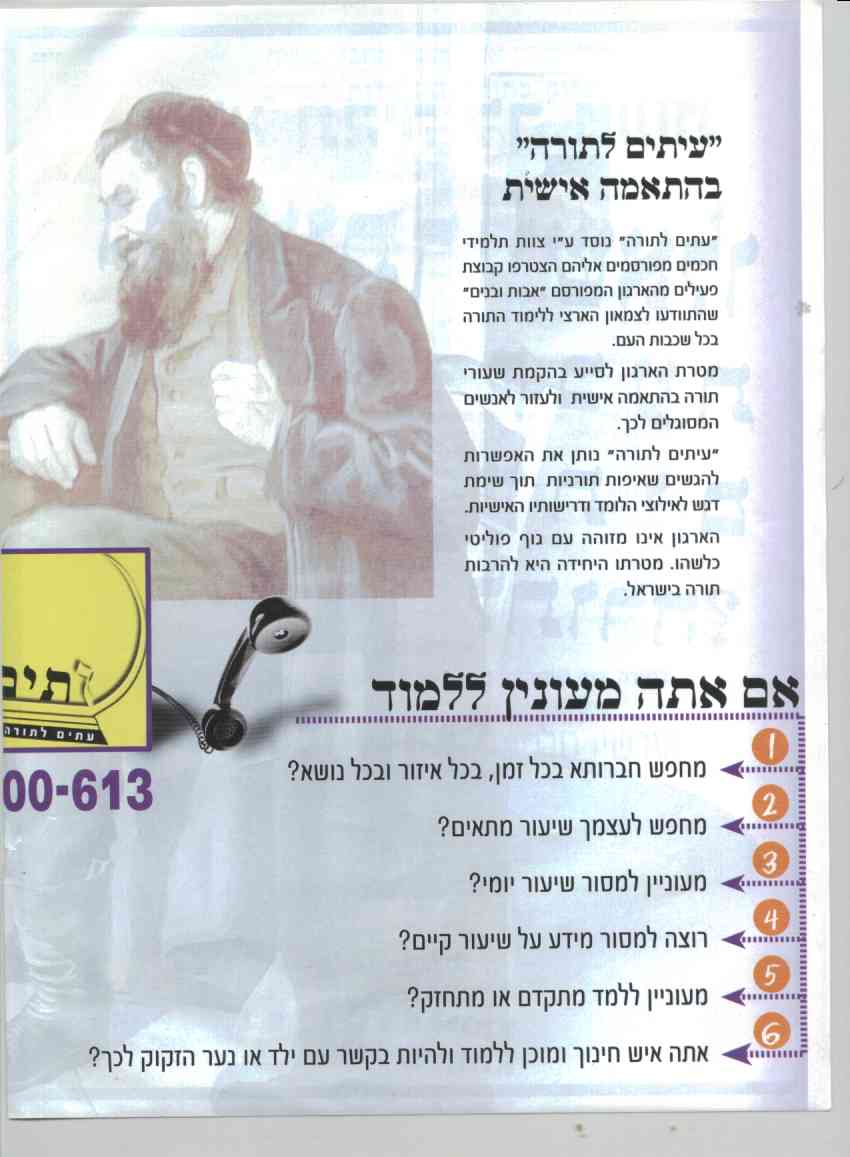 "עיתים לתורה"
בהתאמה אישית
"עתים לתורה" נוסד ע"י צוות תלמידי
חכמים מפורסמים אליהם הצטרפו קבוצת
פעילים מהארגון המפורסם "אבות ובנים"
שהתוודעו לצמאון הארצי ללימוד התורה
בכל שכבות העם.
מטרת הארגון לסייע בהקמת שעורי
תורה בהתאמה אישית ולעזור לאנשים
המסוגלים לכך.
"עיתים לתורה" נותן את האפשרות
להגשים שאיפות תורניות תוך שימת
דגש לאילוצי הלומד ודרישותיו האישיות.
הארגון אינו מזוהה עם גוף פוליטי
כלשהו. מטרתו היחידה היא להרבות
תורה בישראל.
עתים לתורה
00-613
אם אתה מעונין ללמוד
1 מחפש חברותא בכל זמן, בכל איזור ובכל נושא?
2 מחפש לעצמך שיעור מתאים?
3 מעוניין למסור שיעור יומי?
4 רוצה למסור מידע על שיעור קיים?
5 מעוניין ללמד מתקדם או מתחזק?
6 אתה איש חינוך ומוכן ללמוד ולהיות בקשר עם ילד או נער הזקוק לכך?